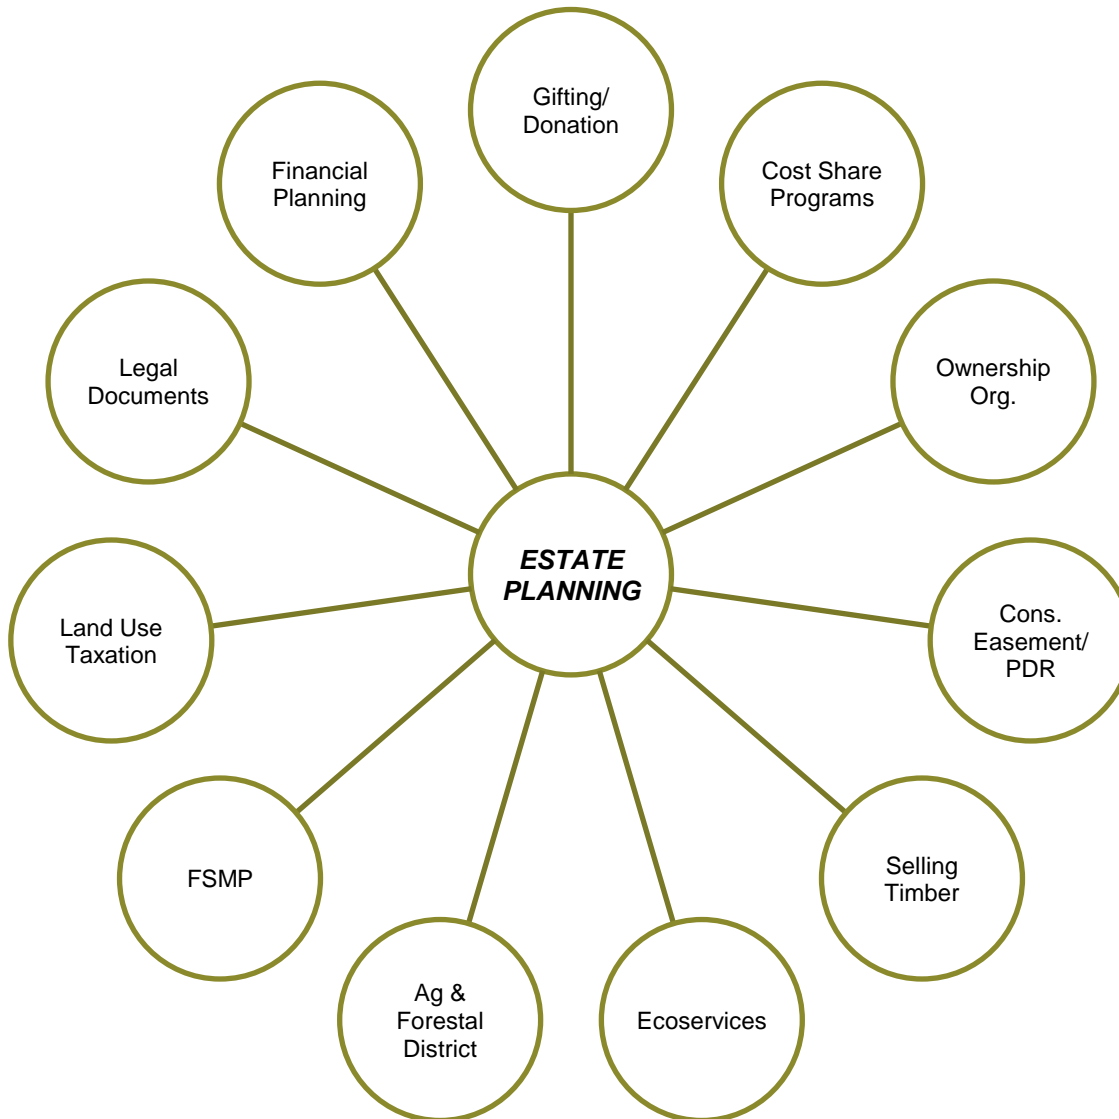 Gifting/
Donation
Cost Share
Programs
Ownership
Org.
Cons.
Easement/
PDR
Selling
Timber
Ecoservices
Ag &
Forestal
District
FSMP
Land Use
Taxation
Legal
Documents
Financial
Planning
ESTATE
PLANNING